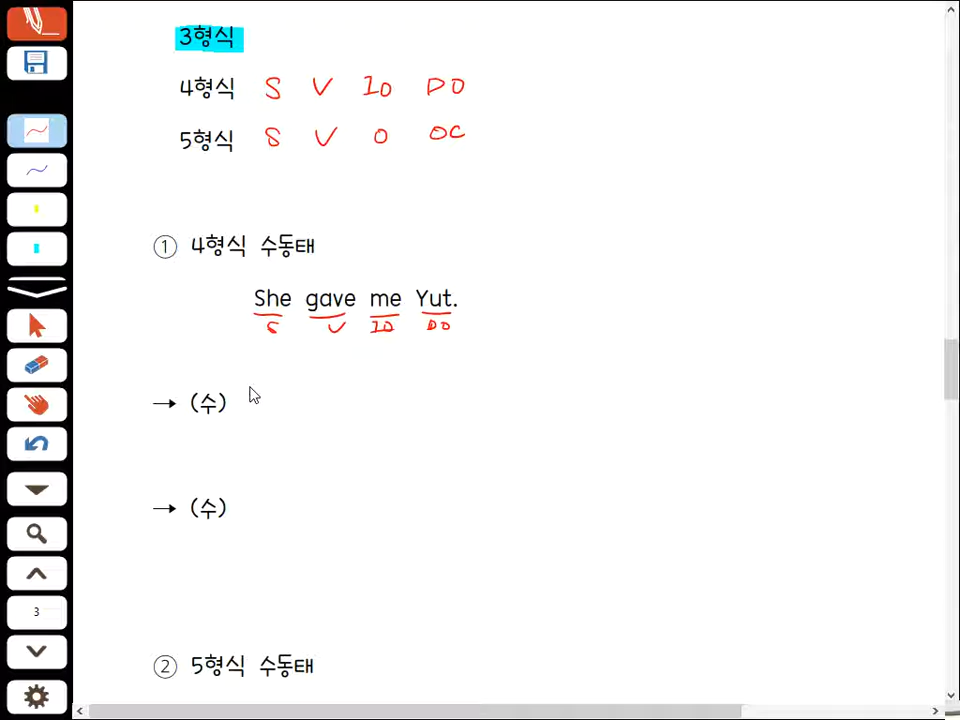 3형식
4형식 S V IO DO
5형식 S V O OC
① 4형식 수동태
She gave me Yut.
S V IO DO
→ (수)
→ (수)
3
② 5형식 수동태